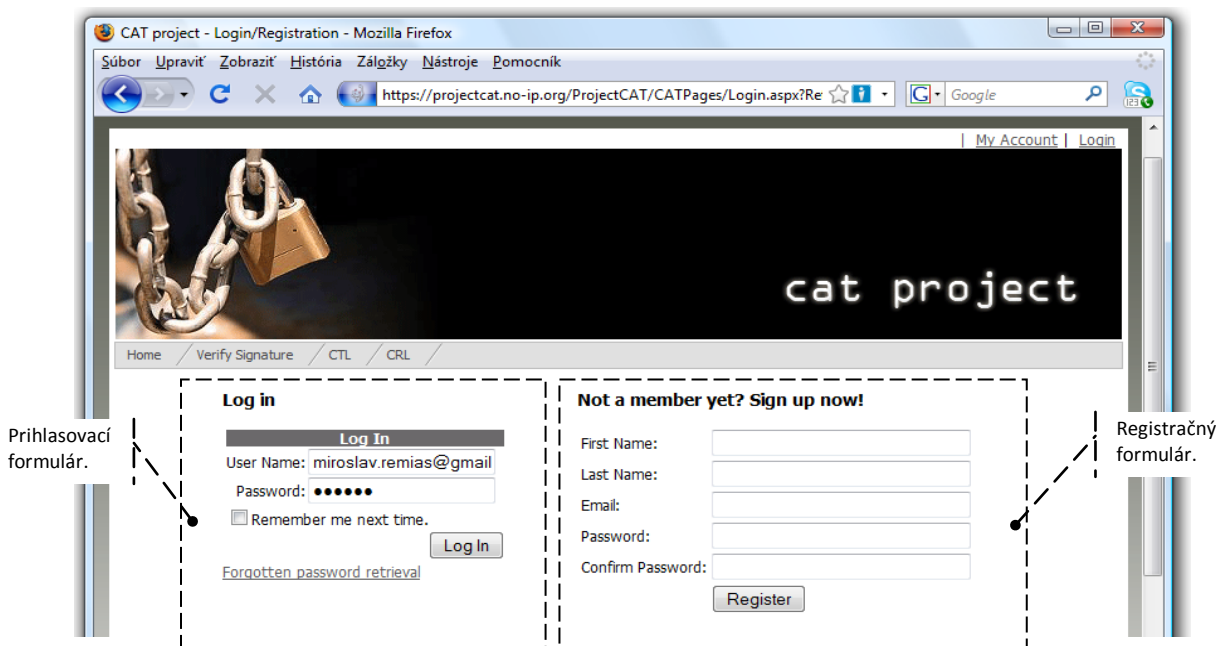 CAT project - Login/Registration - Mozilla Firefox
Súbor Upraviť Zobraziť História Záložky Nástroje Pomocník
https://projectcat.no-ip.org/ProjectCAT/CATPages/Login.aspx?Re
G Google
123
| My Account | Login
cat project
Home / Verify Signature / CTL / CRL /
Log in
Log In
User Name: miroslav.remias@gmail
Password: ●●●●●●
Remember me next time.
Log In
Forgotten password retrieval
Not a member yet? Sign up now!
First Name:
Last Name:
Email:
Password:
Confirm Password:
Register
Prihlasovací
formulár.
Registračný
formulár.